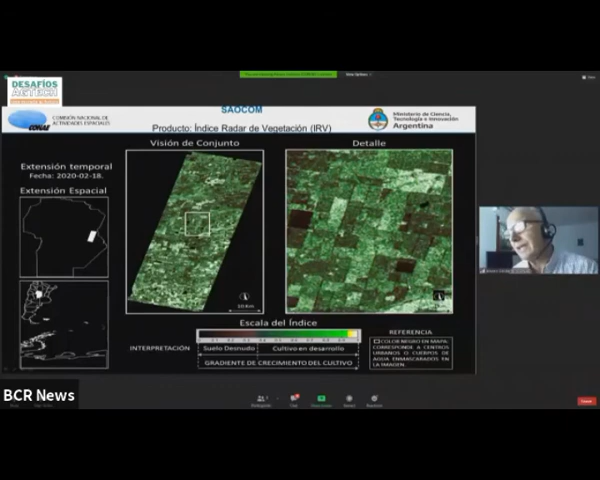 DESAFÍOS
AGTECH
CONAE
COMISIÓN NACIONAL DE
ACTIVIDADES ESPACIALES
SAOCOM
Producto: Índice Radar de Vegetación (IRV)
Ministerio de Ciencia,
Tecnología e Innovación
Argentina
Visión de Conjunto
Detalle
Extensión temporal
Fecha: 2020-02-18.
Extensión Espacial
10 Km
Escala del Índice
INTERPRETACIÓN
Suelo Desnudo
Cultivo en desarrollo
GRADIENTE DE CRECIMIENTO DEL CULTIVO
REFERENCIA
COLOR NEGRO EN MAPA:
CORRESPONDE A CENTROS
URBANOS O CUERPOS DE
AGUA ENMASCARADOS EN
LA IMAGEN.
BCR News